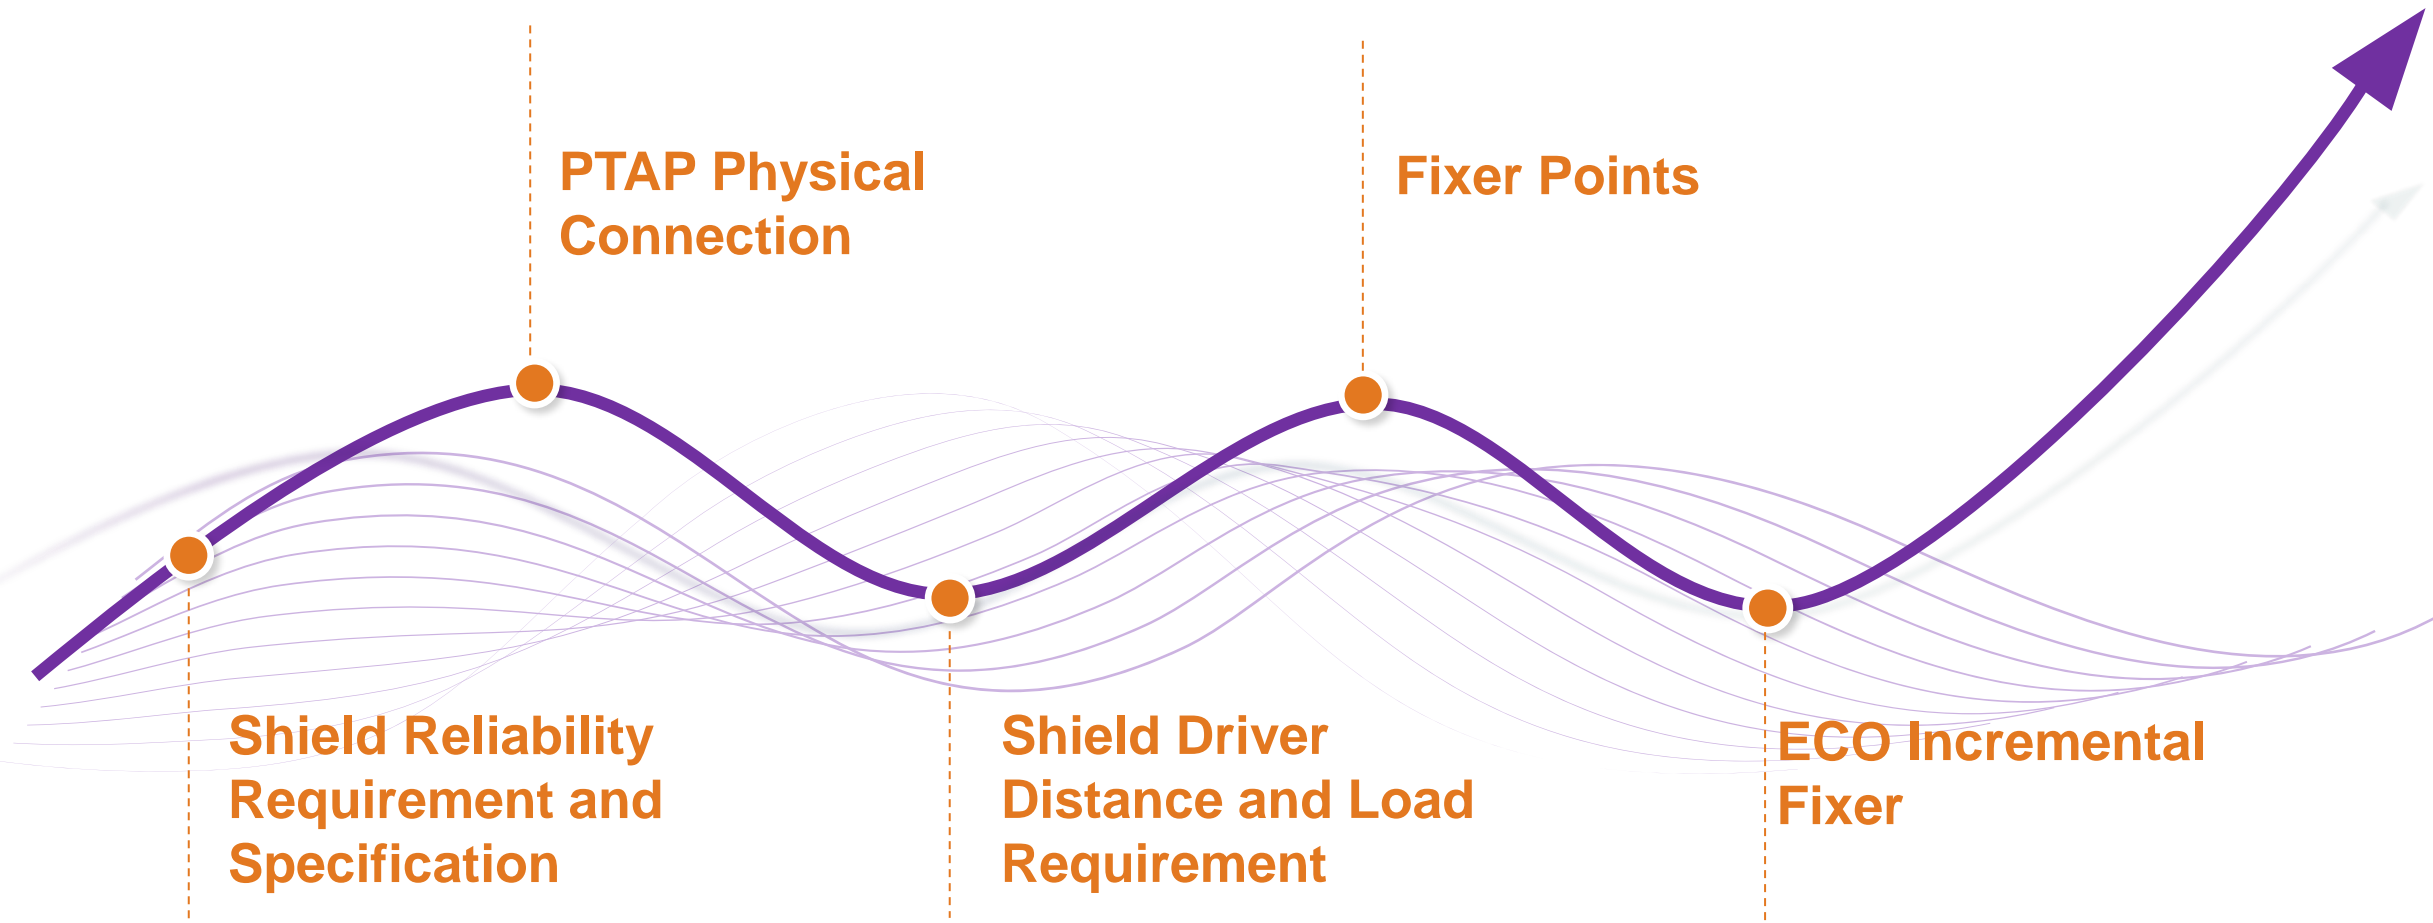 PTAP Physical
Connection
Fixer Points
Shield Reliability
Requirement and
Specification
Shield Driver
Distance and Load
Requirement
ECO Incremental
Fixer